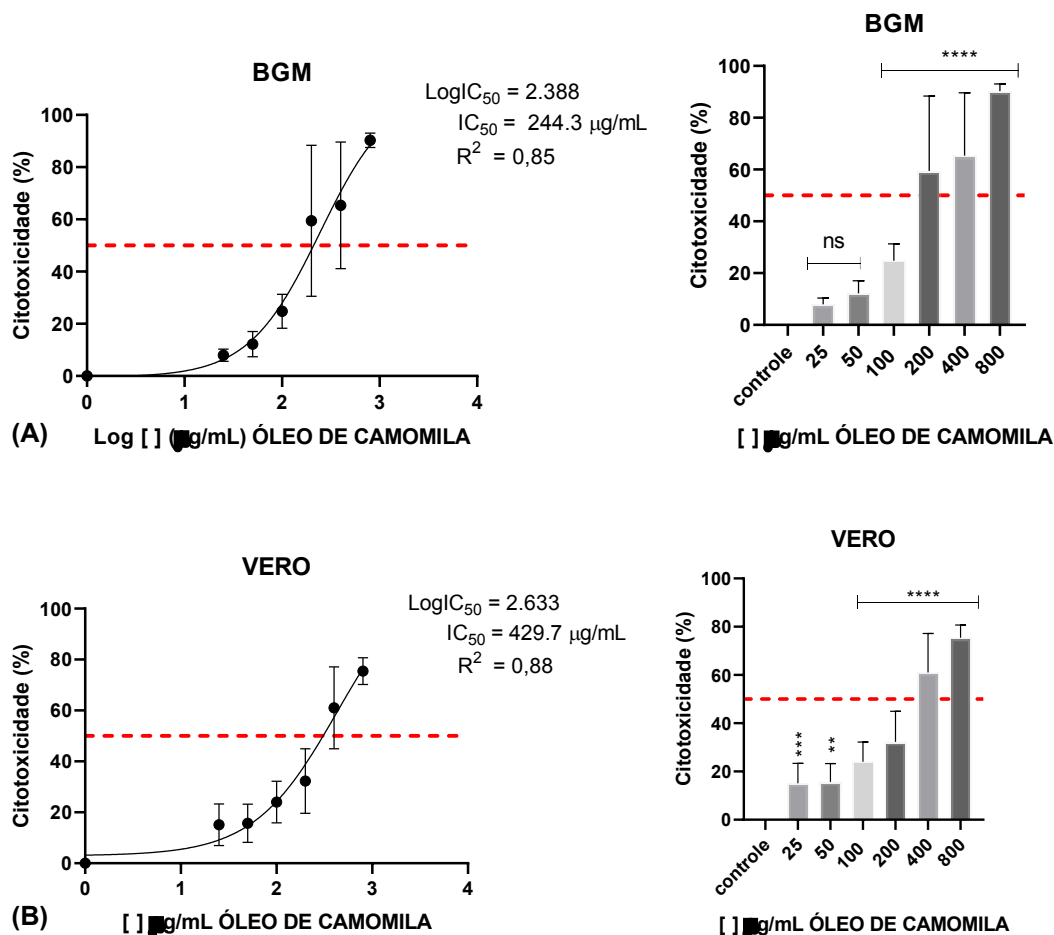 BGM
LogIC50 = 2.388
IC50 = 244.3 µg/mL
R2 = 0,85
Citotoxicidade (%)
100
80
60
40
20
0
0 1 2 3 4
(A)
Log [ ] (µg/mL) ÓLEO DE CAMOMILA
BGM
****
ns
Citotoxicidade (%)
100
80
60
40
20
0
controle 25 50 100 200 400 800
[ ] µg/mL ÓLEO DE CAMOMILA
VERO
LogIC50 = 2.633
IC50 = 429.7 µg/mL
R2 = 0,88
Citotoxicidade (%)
100
80
60
40
20
0
0 1 2 3 4
(B)
[ ] µg/mL ÓLEO DE CAMOMILA
VERO
****
*** **
Citotoxicidade (%)
100
80
60
40
20
0
controle 25 50 100 200 400 800
[ ] µg/mL ÓLEO DE CAMOMILA